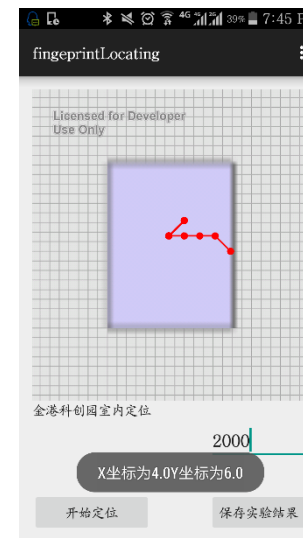 4G 39% 7:45 P
fingeprintLocating
Licensed for Developer
Use Only
金港科创园室内定位
2000
X坐标为4.0Y坐标为6.0
开始定位 保存实验结果